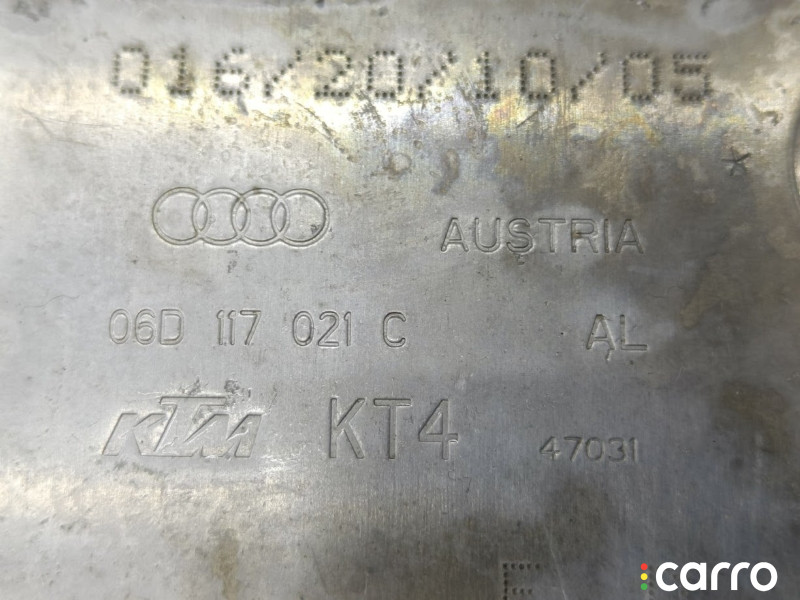 016/20/10/05
AUSTRIA
06D 117 021 C AL
KTM KT4 47031
E
carro